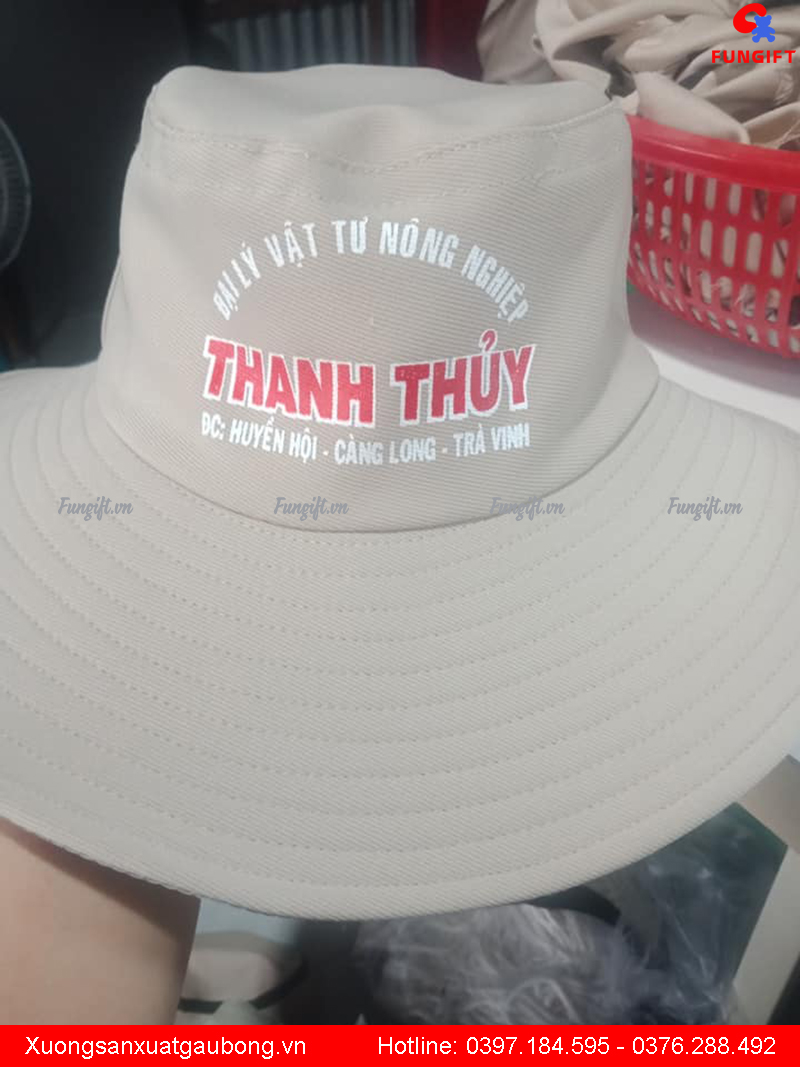 FUNGIFT
ĐẠI LÝ VẬT TƯ NÔNG NGHIỆP
THANH THỦY
ĐC: HUYỀN HỘI - CÀNG LONG - TRÀ VINH
Fungift.vn Fungift.vn Fungift.vn Fungift.vn
Xuongsanxuatgaubong.vn Hotline: 0397.184.595 - 0376.288.492